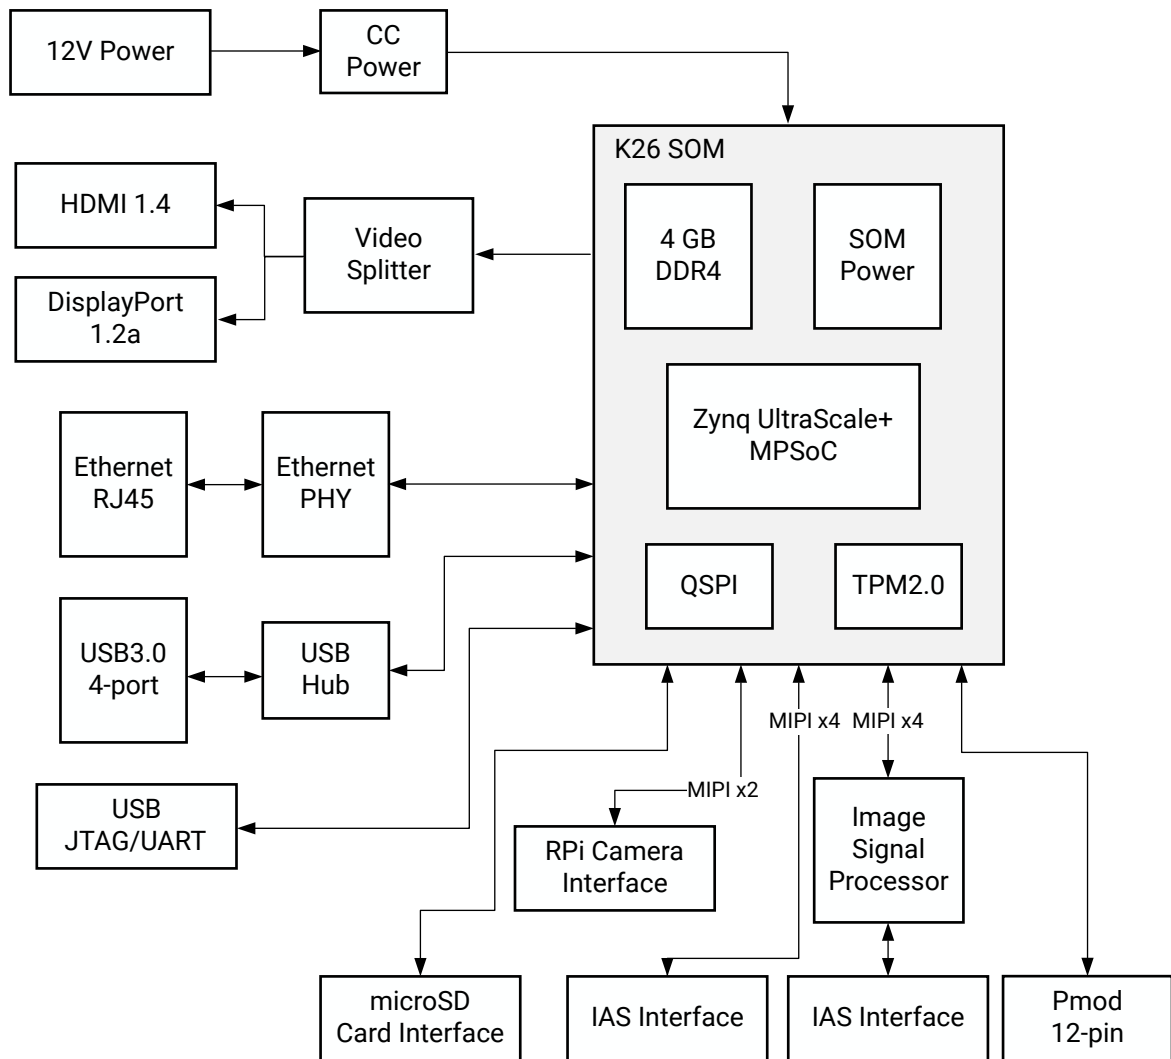 12V Power
CC
Power
K26 SOM
HDMI 1.4
Video
Splitter
4 GB
DDR4
SOM
Power
DisplayPort
1.2a
Zynq UltraScale+
MPSoC
Ethernet
RJ45
Ethernet
PHY
QSPI
TPM2.0
USB3.0
4-port
USB
Hub
MIPI x4
MIPI x4
MIPI x2
USB
JTAG/UART
RPi Camera
Interface
Image
Signal
Processor
microSD
Card Interface
IAS Interface
IAS Interface
Pmod
12-pin